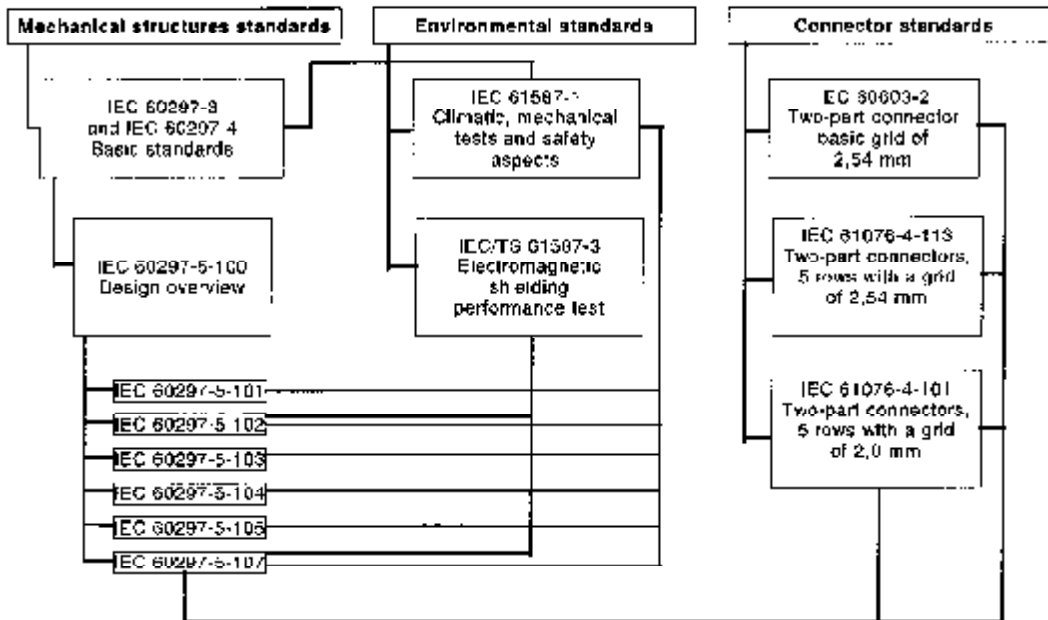 Mechanical structures standards
Environmental standards
Connector standards
IEC 60297-3
and IEC 60297-4
Basic standards
IEC 61587-1
Climatic, mechanical
tests and safety
aspects
EC 60603-2
Two-part connector
basic grid of
2,54 mm
IEC 60297-5-100
Design overview
IEC/TS 61587-3
Electromagnetic
shielding
performance test
IEC 61076-4-113
Two-part connectors,
5 rows with a grid
of 2,54 mm
IEC 60297-5-101
IEC 60297-5-102
IEC 60297-5-103
IEC 60297-5-104
IEC 60297-5-105
IEC 60297-5-107
IEC 61076-4-101
Two-part connectors,
5 rows with a grid
of 2,0 mm